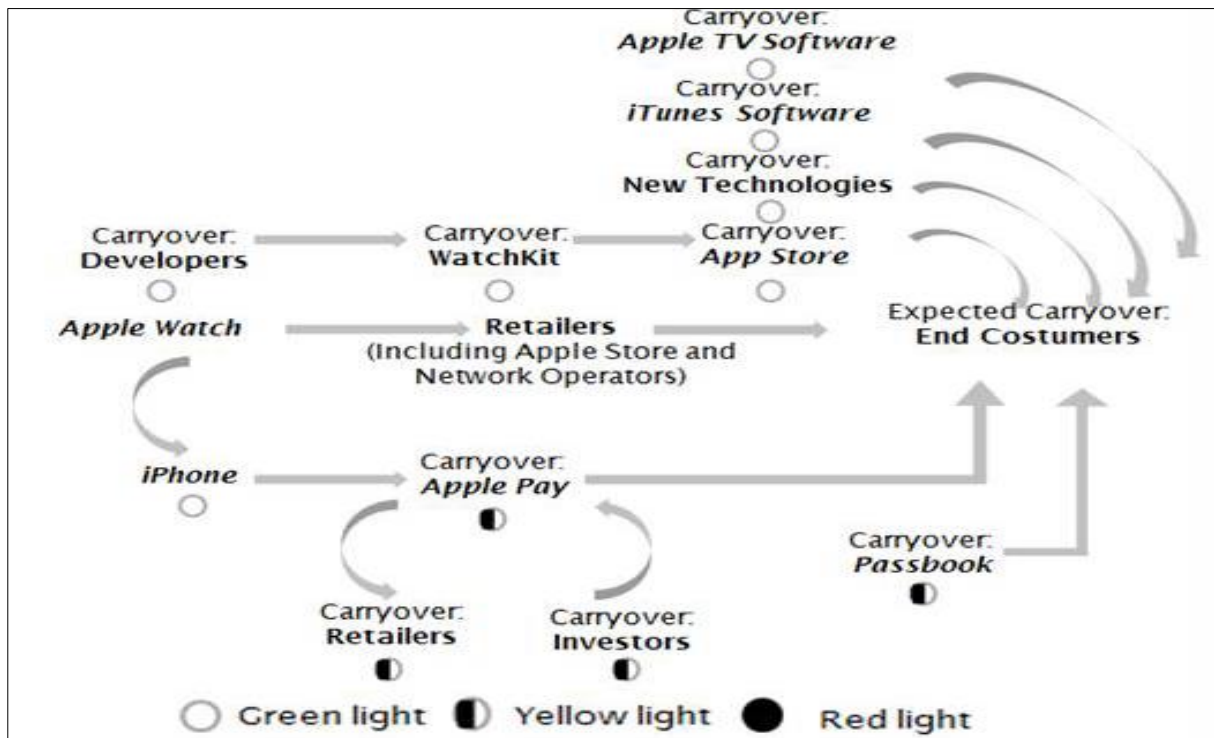 Carryover:
Apple TV Software
Carryover:
iTunes Software
Carryover:
New Technologies
Carryover:
Developers
Carryover:
WatchKit
Carryover:
App Store
Apple Watch
Retailers
(Including Apple Store and
Network Operators)
Expected Carryover:
End Costumers
iPhone
Carryover:
Apple Pay
Carryover:
Passbook
Carryover:
Retailers
Carryover:
Investors
Green light
Yellow light
Red light